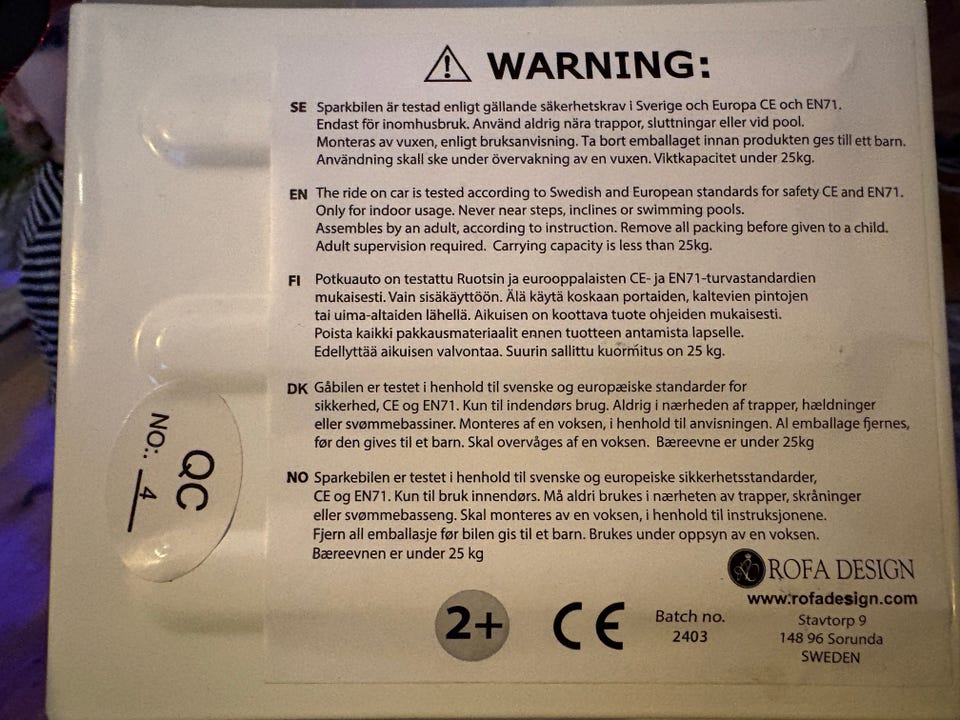 WARNING:
SE Sparkbilen är testad enligt gällande säkerhetskrav i Sverige och Europa CE och EN71.
Endast för inomhusbruk. Använd aldrig nära trappor, sluttningar eller vid pool.
Monteras av vuxen, enligt bruksanvisning. Ta bort emballaget innan produkten ges till ett barn.
Användning skall ske under övervakning av en vuxen. Viktkapacitet under 25kg.
EN The ride on car is tested according to Swedish and European standards for safety CE and EN71.
Only for indoor usage. Never near steps, inclines or swimming pools.
Assembles by an adult, according to instruction. Remove all packing before given to a child.
Adult supervision required. Carrying capacity is less than 25kg.
FI Potkuauto on testattu Ruotsin ja eurooppalaisten CE- ja EN71-turvastandardien
mukaisesti. Vain sisäkäyttöön. Älä käytä koskaan portaiden, kaltevien pintojen
tai uima-altaiden lähellä. Aikuisen on koottava tuote ohjeiden mukaisesti.
Poista kaikki pakkausmateriaalit ennen tuotteen antamista lapselle.
Edellyttää aikuisen valvontaa. Suurin sallittu kuormitus on 25 kg.
DK Gåbilen er testet i henhold til svenske og europæiske standarder for
sikkerhed, CE og EN71. Kun til indendørs brug. Aldrig i nærheden af trapper, hældninger
eller svømmebassiner. Monteres af en voksen, i henhold til anvisningen. Al emballage fjernes,
før den gives til et barn. Skal overvåges af en voksen. Bæreevne er under 25kg
NO Sparkebilen er testet i henhold til svenske og europeiske sikkerhetsstandarder,
CE og EN71. Kun til bruk innendørs. Må aldri brukes i nærheten av trapper, skråninger
eller svømmebasseng. Skal monteres av en voksen, i henhold til instruksjonene.
Fjern all emballasje før bilen gis til et barn. Brukes under oppsyn av en voksen.
Bæreevnen er under 25 kg
QC
NO.: 4
ROFA DESIGN
www.rofadesign.com
2+
CE
Batch no.
2403
Stavtorp 9
148 96 Sorunda
SWEDEN